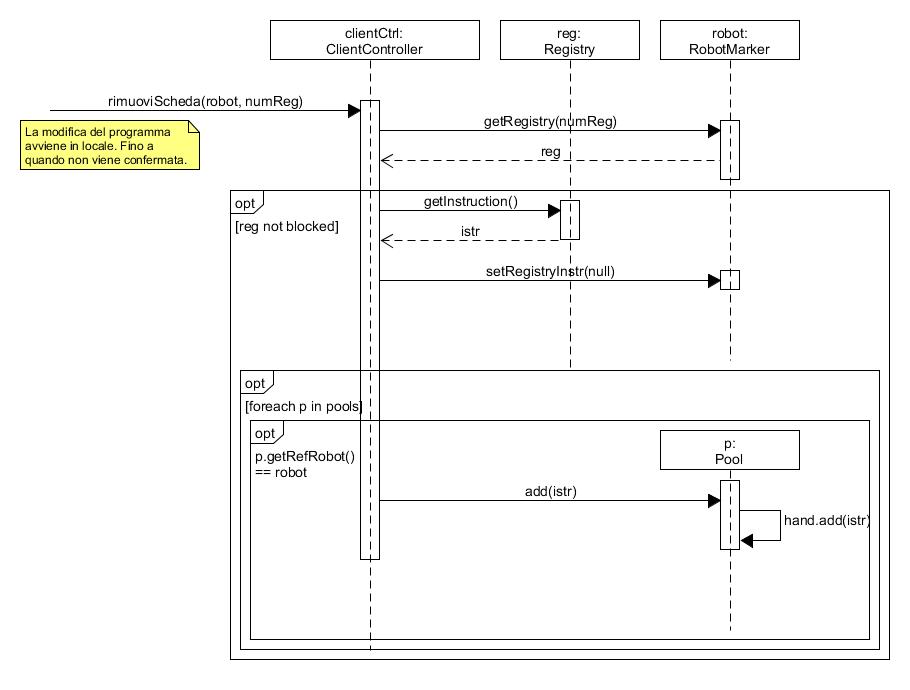 clientCtrl:
ClientController
reg:
Registry
robot:
RobotMarker
rimuoviScheda(robot, numReg)
La modifica del programma
avviene in locale. Fino a
quando non viene confermata.
getRegistry(numReg)
reg
opt
[reg not blocked]
getInstruction()
istr
setRegistryInstr(null)
opt
[foreach p in pools]
opt
p.getRefRobot()
== robot
p:
Pool
add(istr)
hand.add(istr)